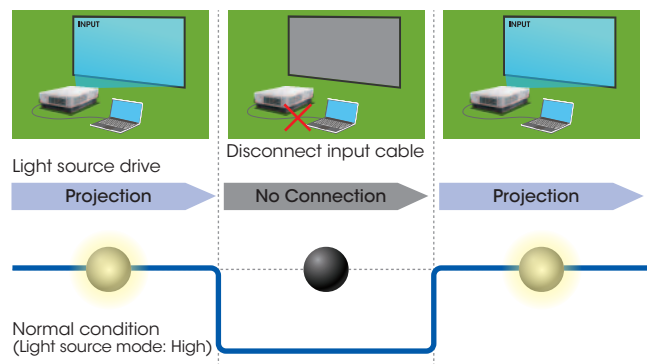 INPUT
INPUT
Disconnect input cable
Light source drive
Projection
No Connection
Projection
Normal condition
(Light source mode: High)